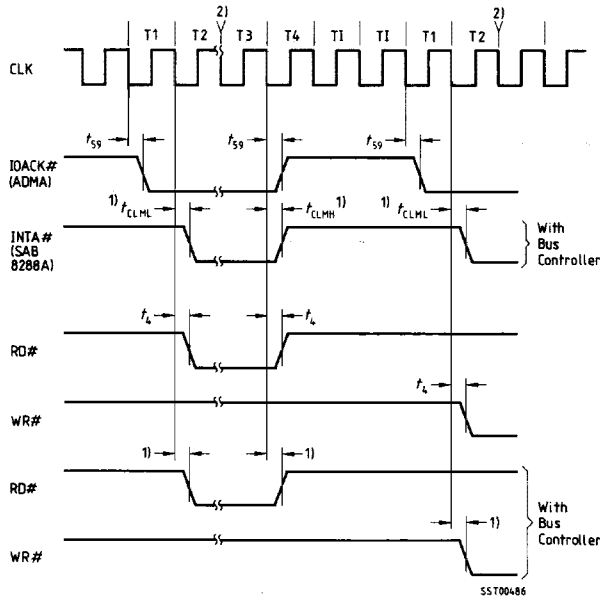 2) 2)
T1 T2 T3 T4 TI TI T1 T2
CLK
t59 t59 t59
IOACK#
(ADMA)
1) tCLML tCLMH 1) 1) tCLML
INTA#
(SAB
8288A)
With
Bus
Controller
t4 t4
RD#
t4
WR#
1) 1)
RD#
With
Bus
Controller
1)
WR#
SST00486